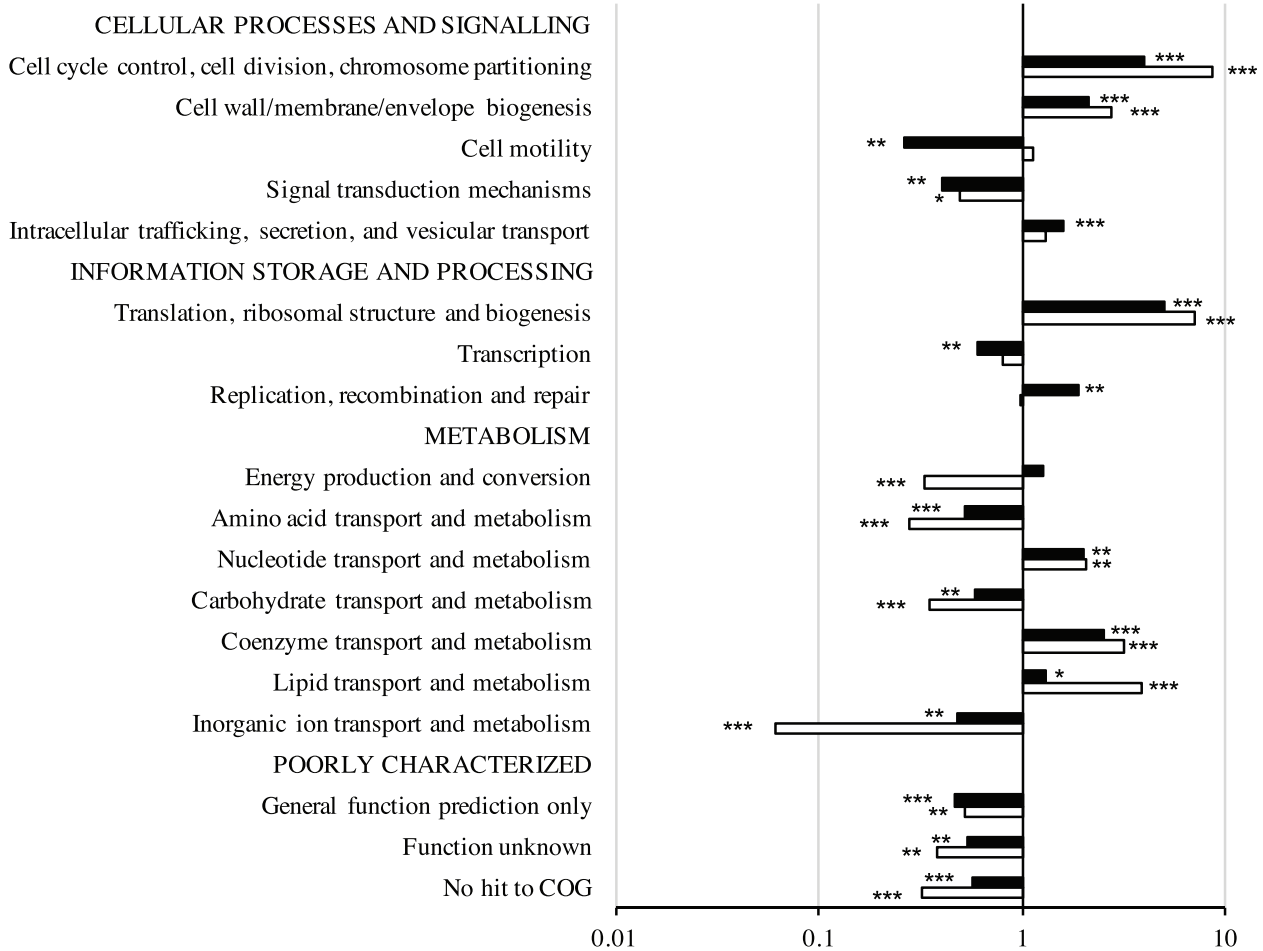 CELLULAR PROCESSES AND SIGNALLING
Cell cycle control, cell division, chromosome partitioning
***
***
Cell wall/membrane/envelope biogenesis
***
***
Cell motility
**
Signal transduction mechanisms
**
*
Intracellular trafficking, secretion, and vesicular transport
***
INFORMATION STORAGE AND PROCESSING
Translation, ribosomal structure and biogenesis
***
***
Transcription
**
Replication, recombination and repair
**
METABOLISM
Energy production and conversion
***
Amino acid transport and metabolism
***
***
Nucleotide transport and metabolism
**
**
Carbohydrate transport and metabolism
**
***
Coenzyme transport and metabolism
***
***
Lipid transport and metabolism
*
***
Inorganic ion transport and metabolism
**
***
POORLY CHARACTERIZED
General function prediction only
***
**
Function unknown
**
**
No hit to COG
***
***
0.01 0.1 1 10